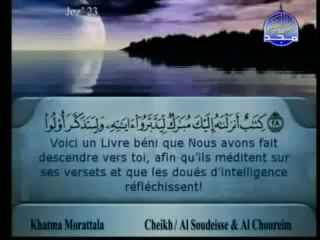 Joz' 23
كِتَٰبٌ أَنزَلْنَٰهُ إِلَيْكَ مُبَٰرَكٌ لِّيَدَّبَّرُوٓا۟ ءَايَٰتِهِۦ وَلِيَتَذَكَّرَ أُو۟لُوا۟
Voici un Livre béni que Nous avons fait
descendre vers toi, afin qu'ils méditent sur
ses versets et que les doués d'intelligence
réfléchissent!
Khatma Morattala Cheikh/ Al Soudeisse & Al Choureim